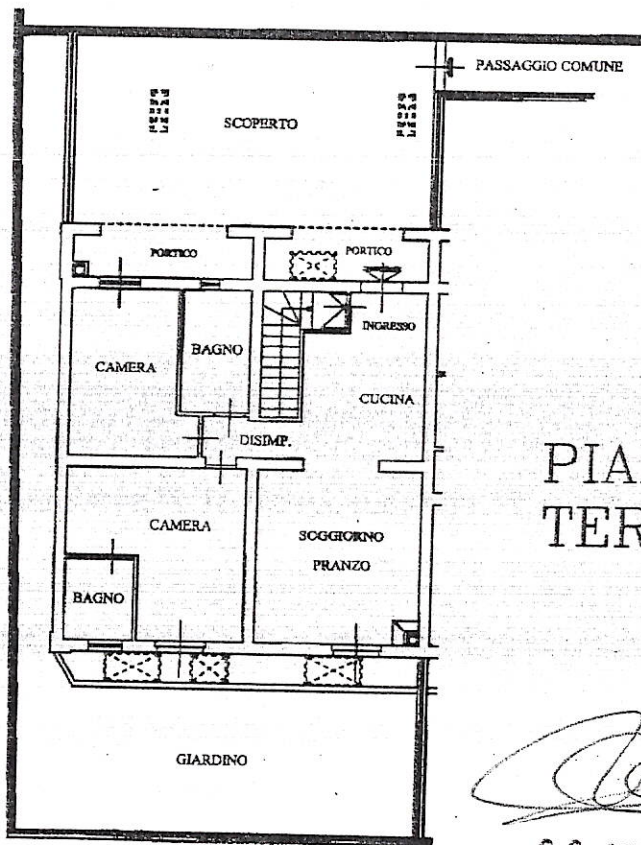 PASSAGGIO COMUNE
SCOPERTO
PORTICO
PORTICO
INGRESSO
BAGNO
CAMERA
CUCINA
DISIMP.
CAMERA
SOGGIORNO
PRANZO
BAGNO
PIA
TER
GIARDINO